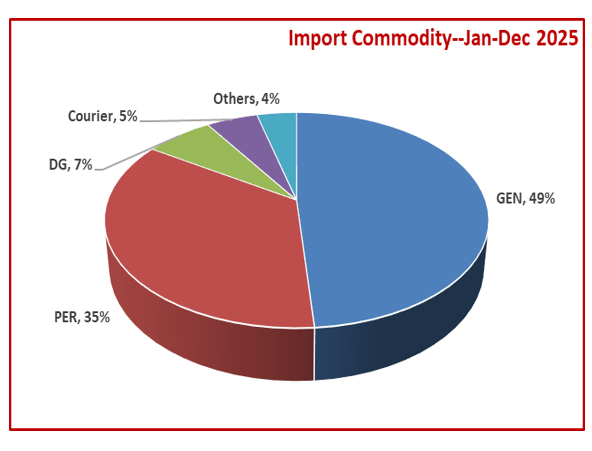 Import Commodity--Jan-Dec 2025
Others, 4%
Courier, 5%
DG, 7%
GEN, 49%
PER, 35%